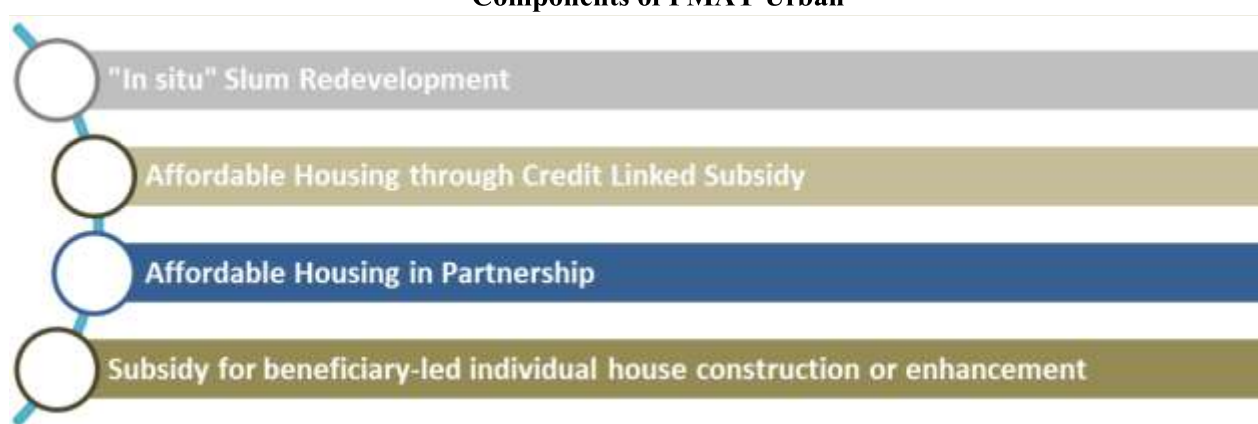 Components of PMAY Urban
"In situ" Slum Redevelopment
Affordable Housing through Credit Linked Subsidy
Affordable Housing in Partnership
Subsidy for beneficiary-led individual house construction or enhancement